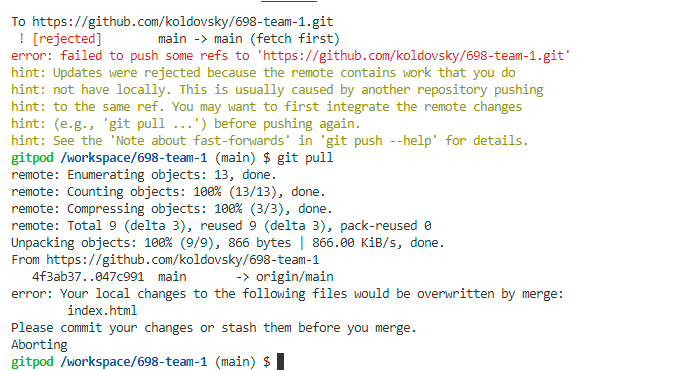 To https://github.com/koldovsky/698-team-1.git
 ! [rejected]        main -> main (fetch first)
error: failed to push some refs to 'https://github.com/koldovsky/698-team-1.git'
hint: Updates were rejected because the remote contains work that you do
hint: not have locally. This is usually caused by another repository pushing
hint: to the same ref. You may want to first integrate the remote changes
hint: (e.g., 'git pull ...') before pushing again.
hint: See the 'Note about fast-forwards' in 'git push --help' for details.
gitpod /workspace/698-team-1 (main) $ git pull
remote: Enumerating objects: 13, done.
remote: Counting objects: 100% (13/13), done.
remote: Compressing objects: 100% (3/3), done.
remote: Total 9 (delta 3), reused 9 (delta 3), pack-reused 0
Unpacking objects: 100% (9/9), 866 bytes | 866.00 KiB/s, done.
From https://github.com/koldovsky/698-team-1
   4f3ab37..047c991  main       -> origin/main
error: Your local changes to the following files would be overwritten by merge:
        index.html
Please commit your changes or stash them before you merge.
Aborting
gitpod /workspace/698-team-1 (main) $